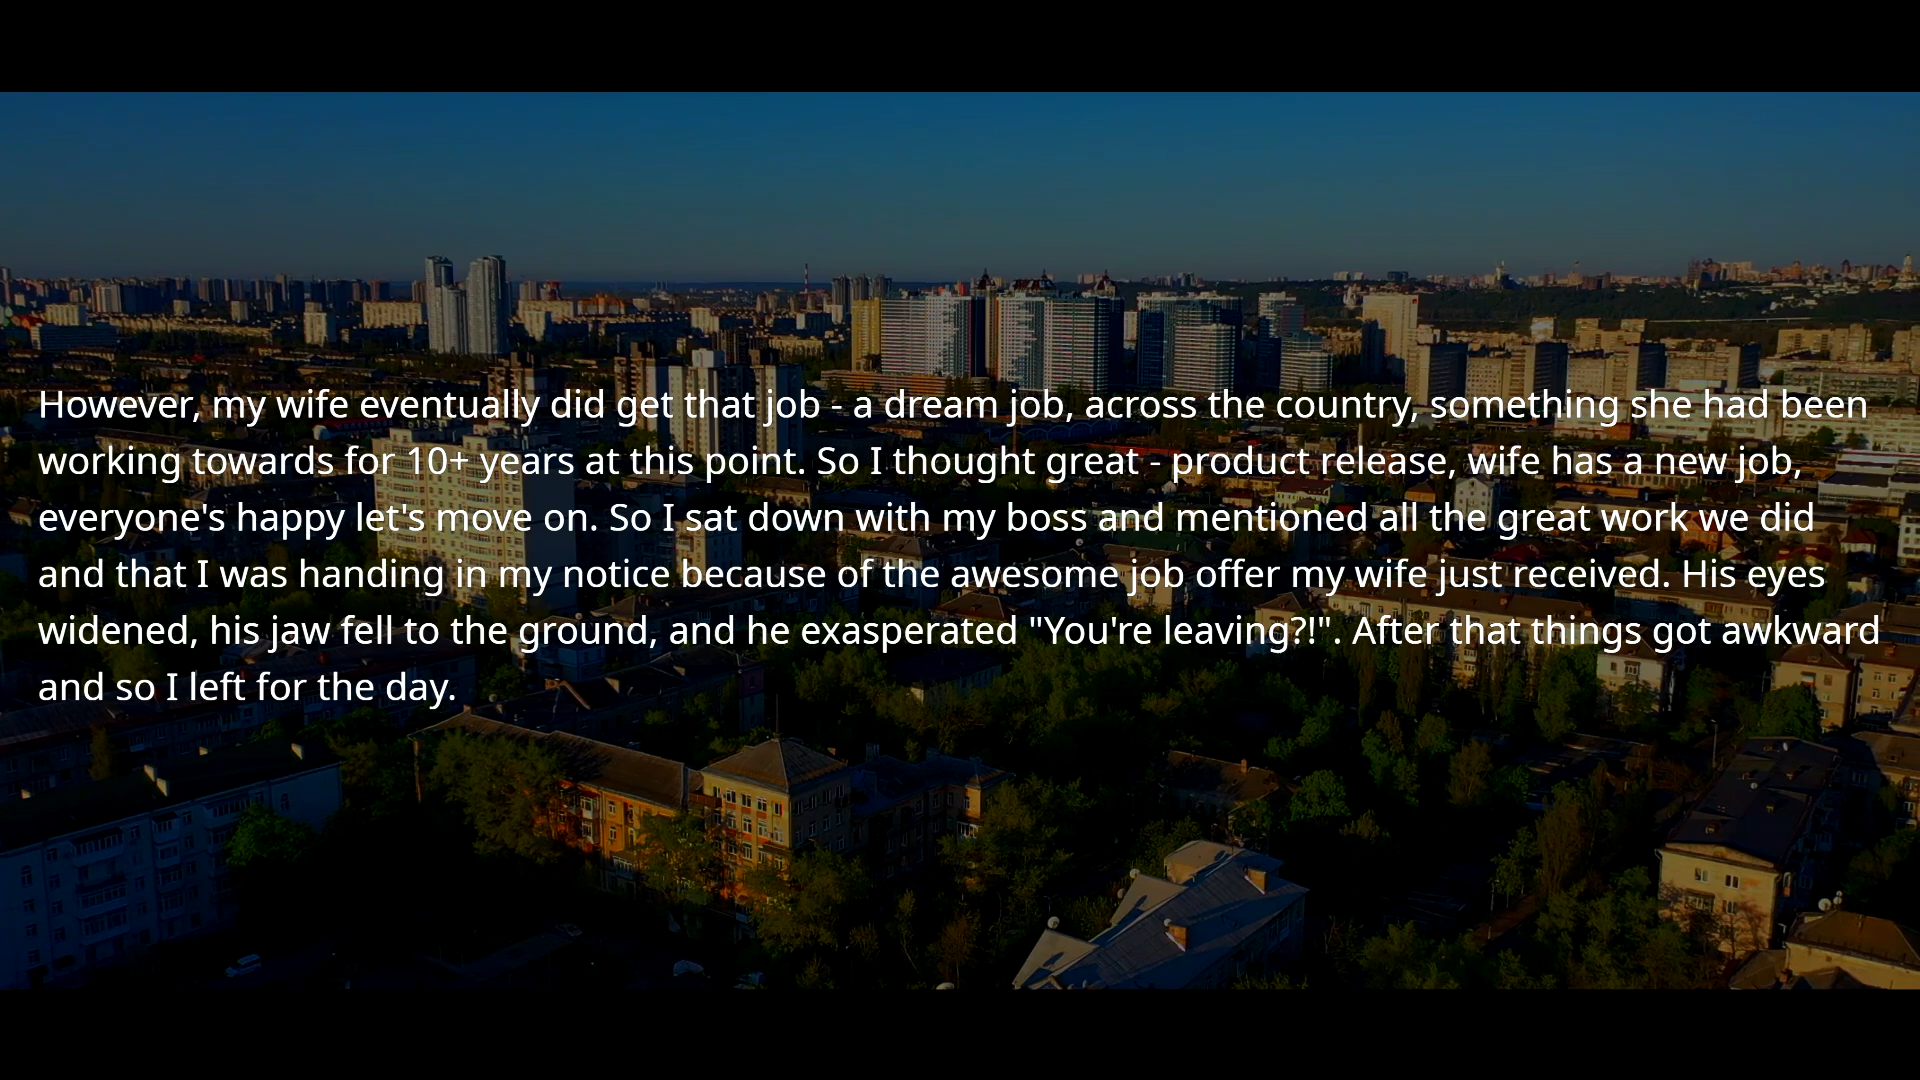 However, my wife eventually did get that job - a dream job, across the country, something she had been
working towards for 10+ years at this point. So I thought great - product release, wife has a new job,
everyone's happy let's move on. So I sat down with my boss and mentioned all the great work we did
and that I was handing in my notice because of the awesome job offer my wife just received. His eyes
widened, his jaw fell to the ground, and he exasperated "You're leaving?!". After that things got awkward
and so I left for the day.